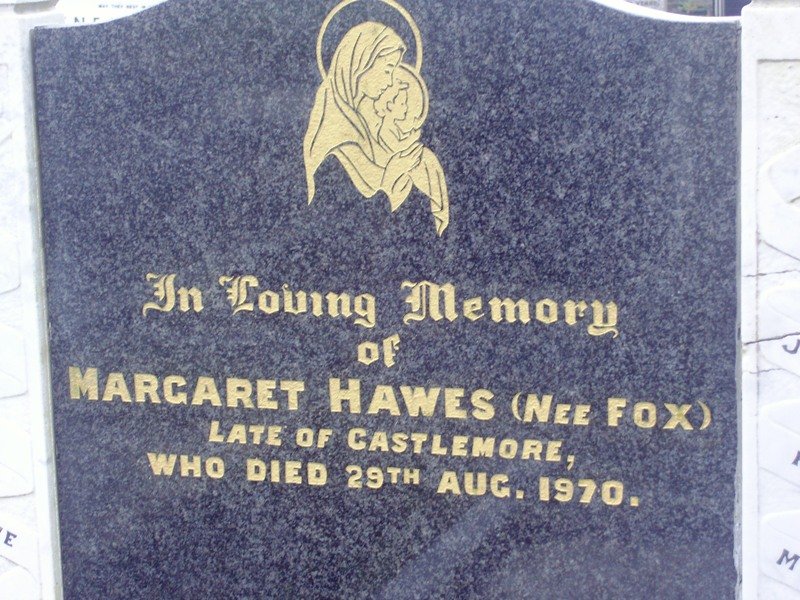 In Loving Memory
of
MARGARET HAWES (NEE FOX)
LATE OF CASTLEMORE,
WHO DIED 29TH AUG. 1970.